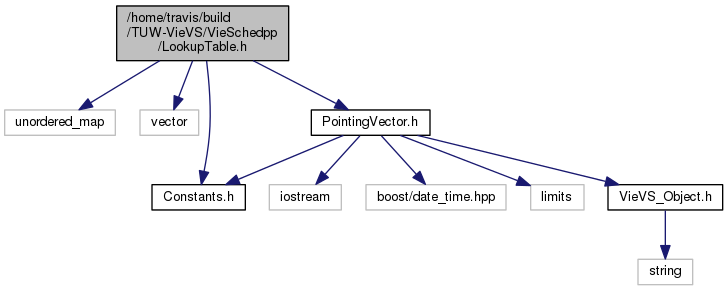 /home/travis/build
/TUW-VieVS/VieSchedpp
/LookupTable.h
unordered_map
vector
PointingVector.h
Constants.h
iostream
boost/date_time.hpp
limits
VieVS_Object.h
string